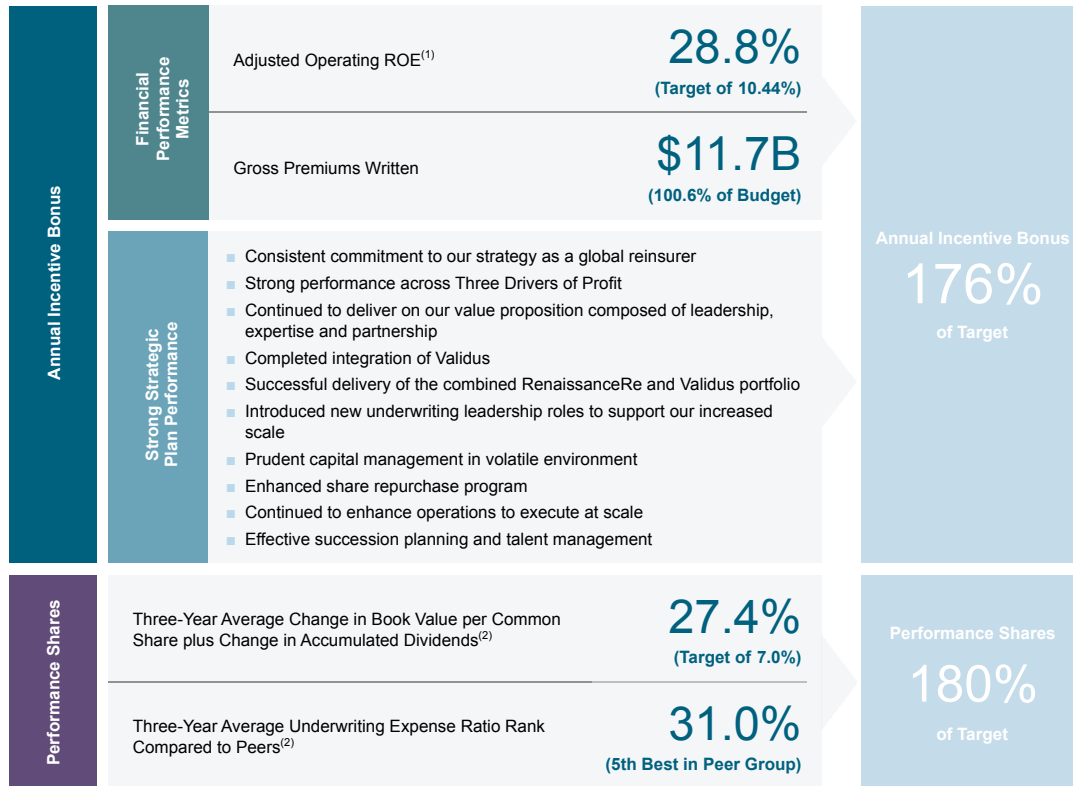 Annual Incentive Bonus
Financial
Performance
Metrics
Adjusted Operating ROE(1)
28.8%
(Target of 10.44%)
Gross Premiums Written
$11.7B
(100.6% of Budget)
Strong Strategic
Plan Performance
■ Consistent commitment to our strategy as a global reinsurer
■ Strong performance across Three Drivers of Profit
■ Continued to deliver on our value proposition composed of leadership,
expertise and partnership
■ Completed integration of Validus
■ Successful delivery of the combined RenaissanceRe and Validus portfolio
■ Introduced new underwriting leadership roles to support our increased
scale
■ Prudent capital management in volatile environment
■ Enhanced share repurchase program
■ Continued to enhance operations to execute at scale
■ Effective succession planning and talent management
Annual Incentive Bonus
176%
of Target
Performance Shares
Three-Year Average Change in Book Value per Common
Share plus Change in Accumulated Dividends(2)
27.4%
(Target of 7.0%)
Three-Year Average Underwriting Expense Ratio Rank
Compared to Peers(2)
31.0%
(5th Best in Peer Group)
Performance Shares
180%
of Target